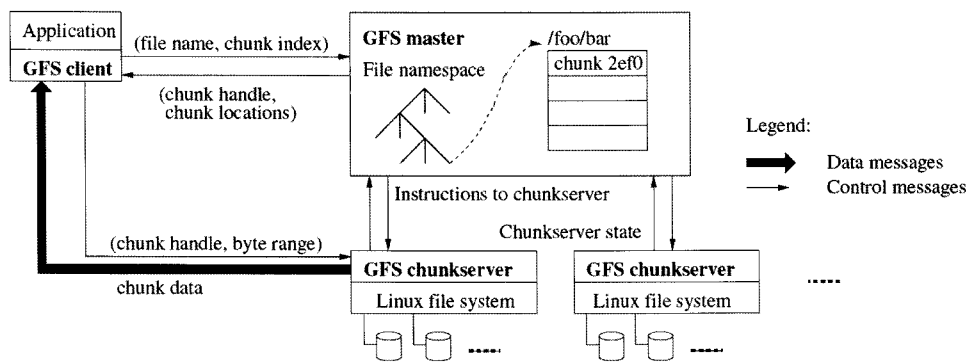 Application
GFS client
(file name, chunk index)
(chunk handle,
chunk locations)
GFS master
File namespace
/foo/bar
chunk 2ef0
Legend:
Data messages
Control messages
Instructions to chunkserver
Chunkserver state
(chunk handle, byte range)
chunk data
GFS chunkserver
Linux file system
GFS chunkserver
Linux file system